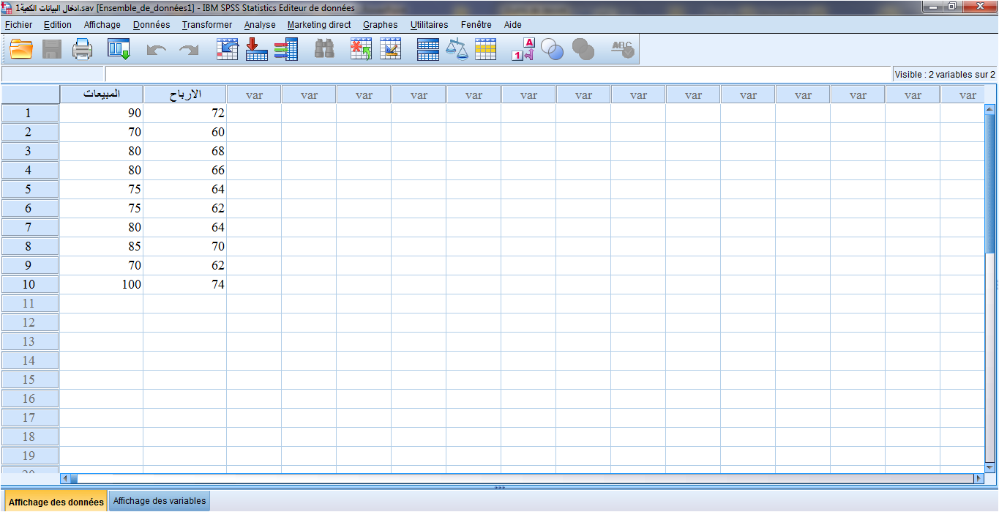 ادخال البيانات الكمية1.sav [Ensemble_de_données1] - IBM SPSS Statistics Editeur de données
Fichier Edition Affichage Données Transformer Analyse Marketing direct Graphes Utilitaires Fenêtre Aide
1 A ABC
Visible : 2 variables sur 2
المبيعات الارباح var var var var var var var var var var var var var var
1 90 72
2 70 60
3 80 68
4 80 66
5 75 64
6 75 62
7 80 64
8 85 70
9 70 62
10 100 74
11
12
13
14
15
16
17
18
19
20
Affichage des données Affichage des variables